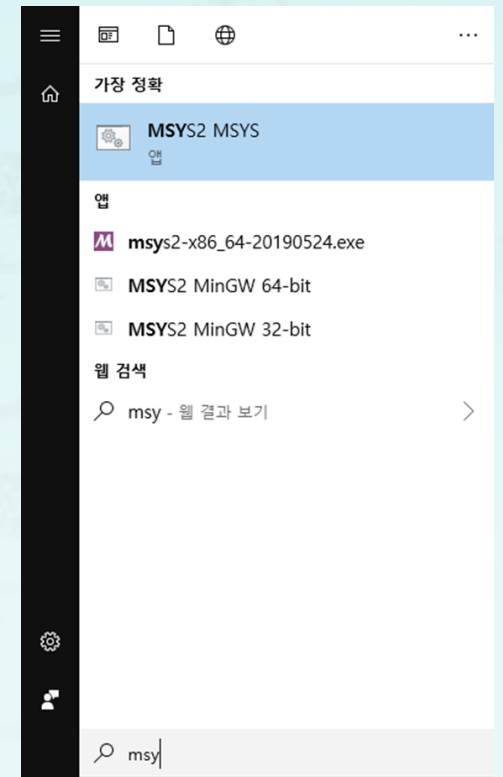 가장 정확
MSYS2 MSYS
앱
앱
msys2-x86_64-20190524.exe
MSYS2 MinGW 64-bit
MSYS2 MinGW 32-bit
웹 검색
msy - 웹 결과 보기
msy